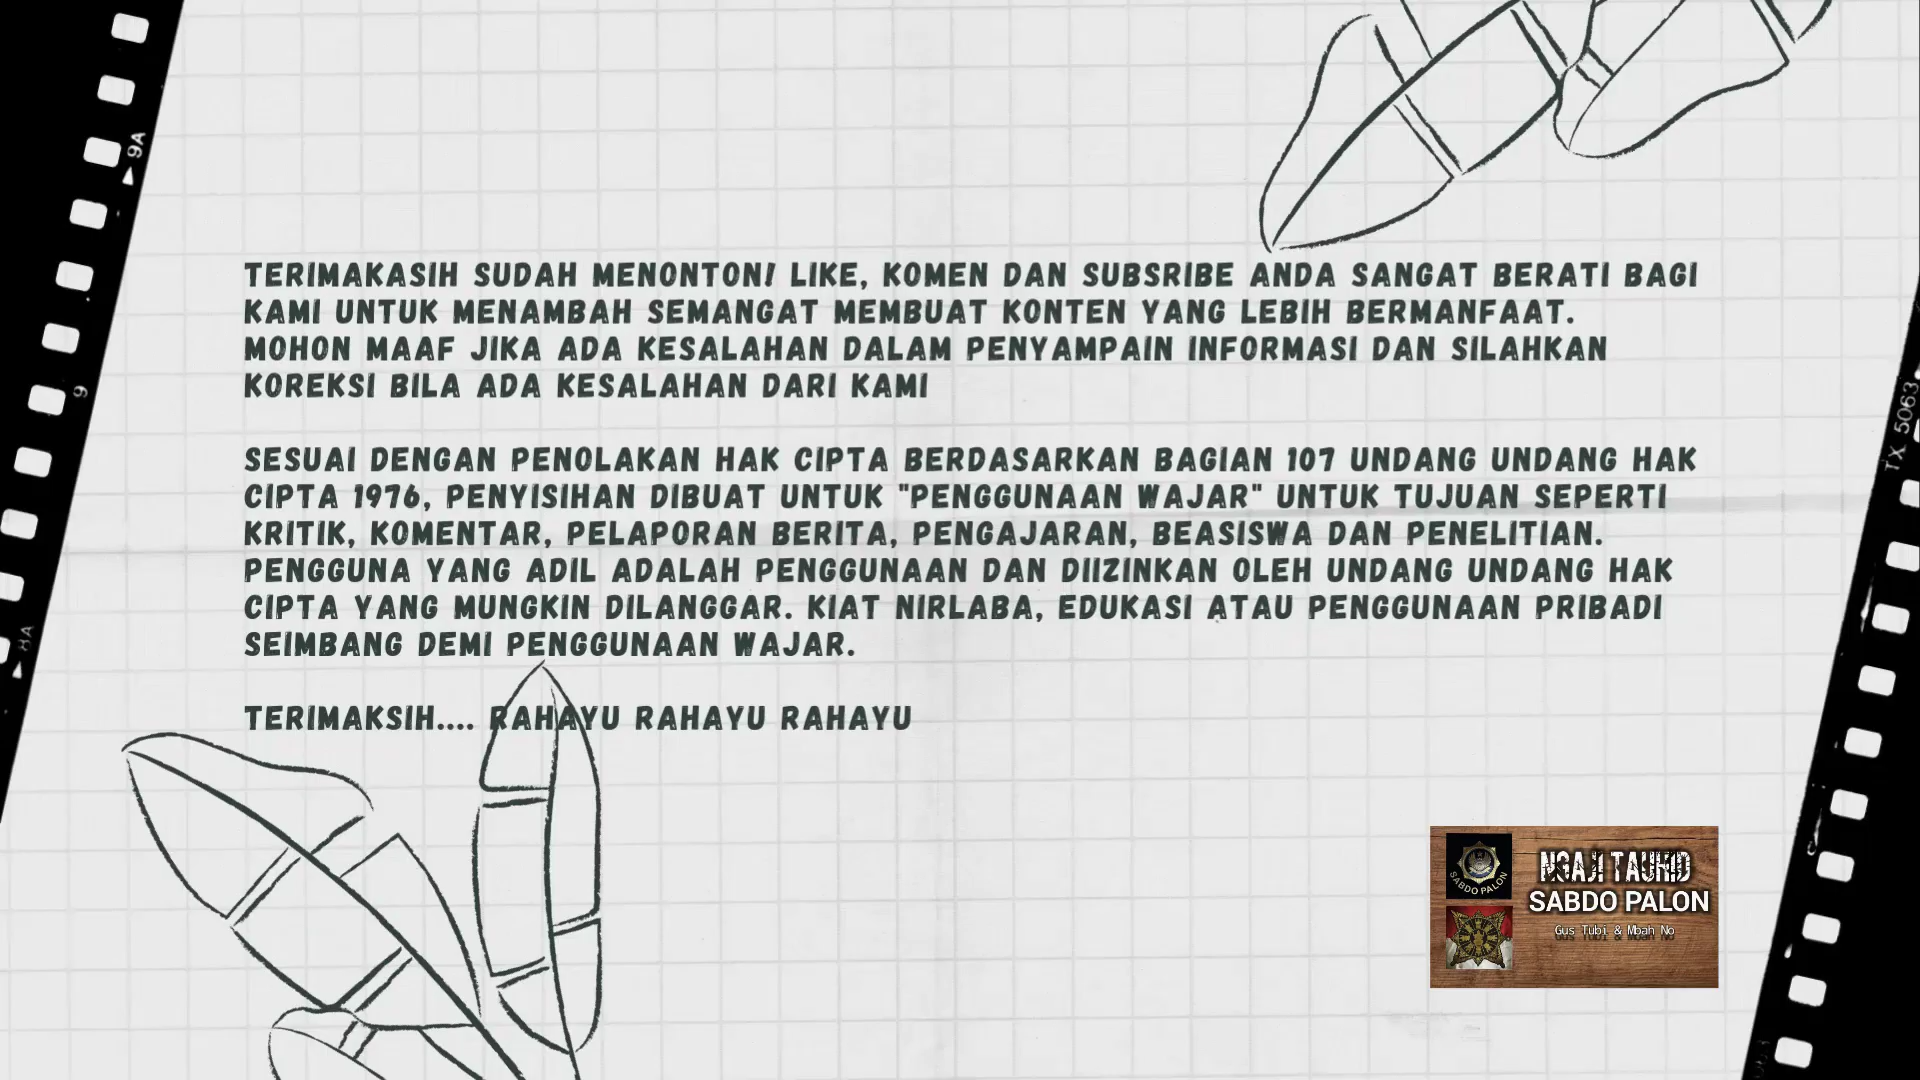 TERIMAKASIH SUDAH MENONTON! LIKE, KOMEN DAN SUBSRIBE ANDA SANGAT BERATI BAGI
KAMI UNTUK MENAMBAH SEMANGAT MEMBUAT KONTEN YANG LEBIH BERMANFAAT.
MOHON MAAF JIKA ADA KESALAHAN DALAM PENYAMPAIN INFORMASI DAN SILAHKAN
KOREKSI BILA ADA KESALAHAN DARI KAMI
SESUAI DENGAN PENOLAKAN HAK CIPTA BERDASARKAN BAGIAN 107 UNDANG UNDANG HAK
CIPTA 1976, PENYISIHAN DIBUAT UNTUK "PENGGUNAAN WAJAR" UNTUK TUJUAN SEPERTI
KRITIK, KOMENTAR, PELAPORAN BERITA, PENGAJARAN, BEASISWA DAN PENELITIAN.
PENGGUNA YANG ADIL ADALAH PENGGUNAAN DAN DIIZINKAN OLEH UNDANG UNDANG HAK
CIPTA YANG MUNGKIN DILANGGAR. KIAT NIRLABA, EDUKASI ATAU PENGGUNAAN PRIBADI
SEIMBANG DEMI PENGGUNAAN WAJAR.
TERIMAKSIH.... RAHAYU RAHAYU RAHAYU
9A
9
8A
TX 5063
SABDO PALON
NGAJI TAUHID
SABDO PALON
Gus Tubi & Mbah No